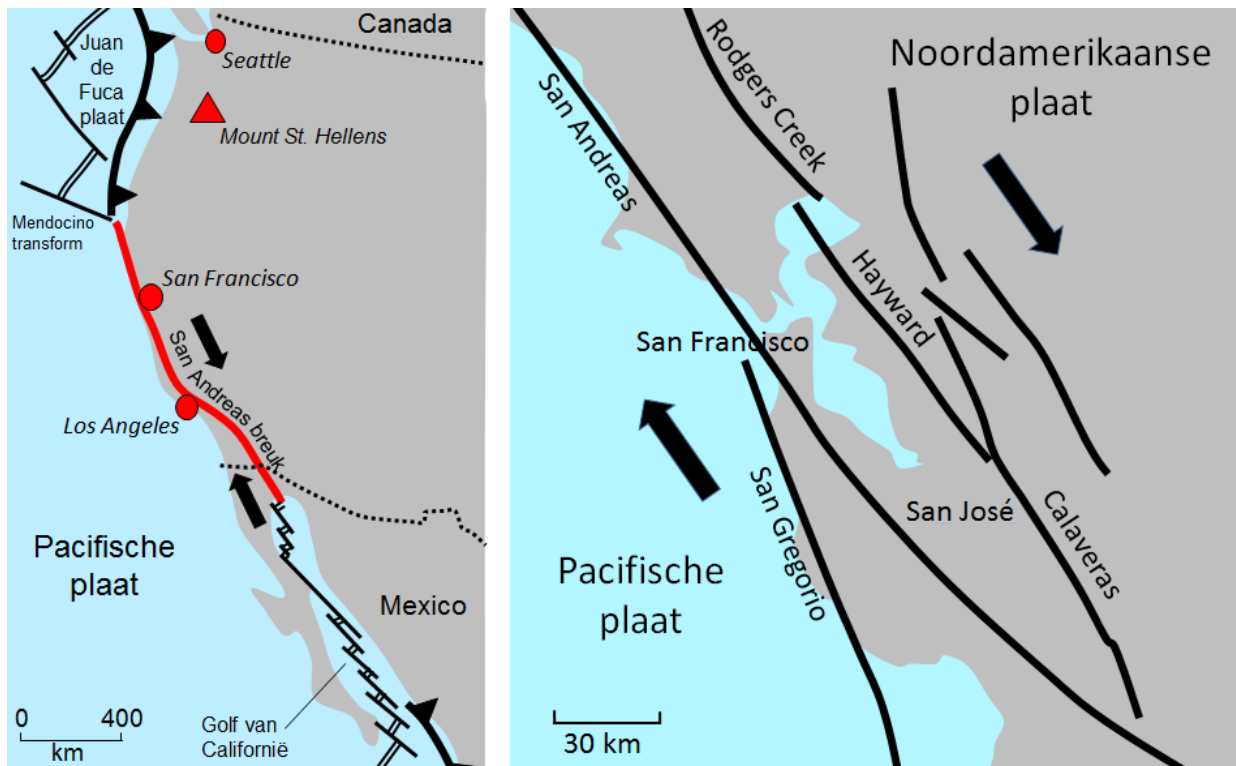 Canada
Juan
de
Fuca
plaat
Seattle
Mount St. Hellens
Mendocino
transform
San Francisco
San Andreas breuk
Los Angeles
Pacifische
plaat
Mexico
0 400
km
Golf van
Californië
Rodgers Creek
Noordamerikaanse
plaat
San Andreas
Hayward
San Francisco
San Gregorio
San José
Calaveras
Pacifische
plaat
30 km